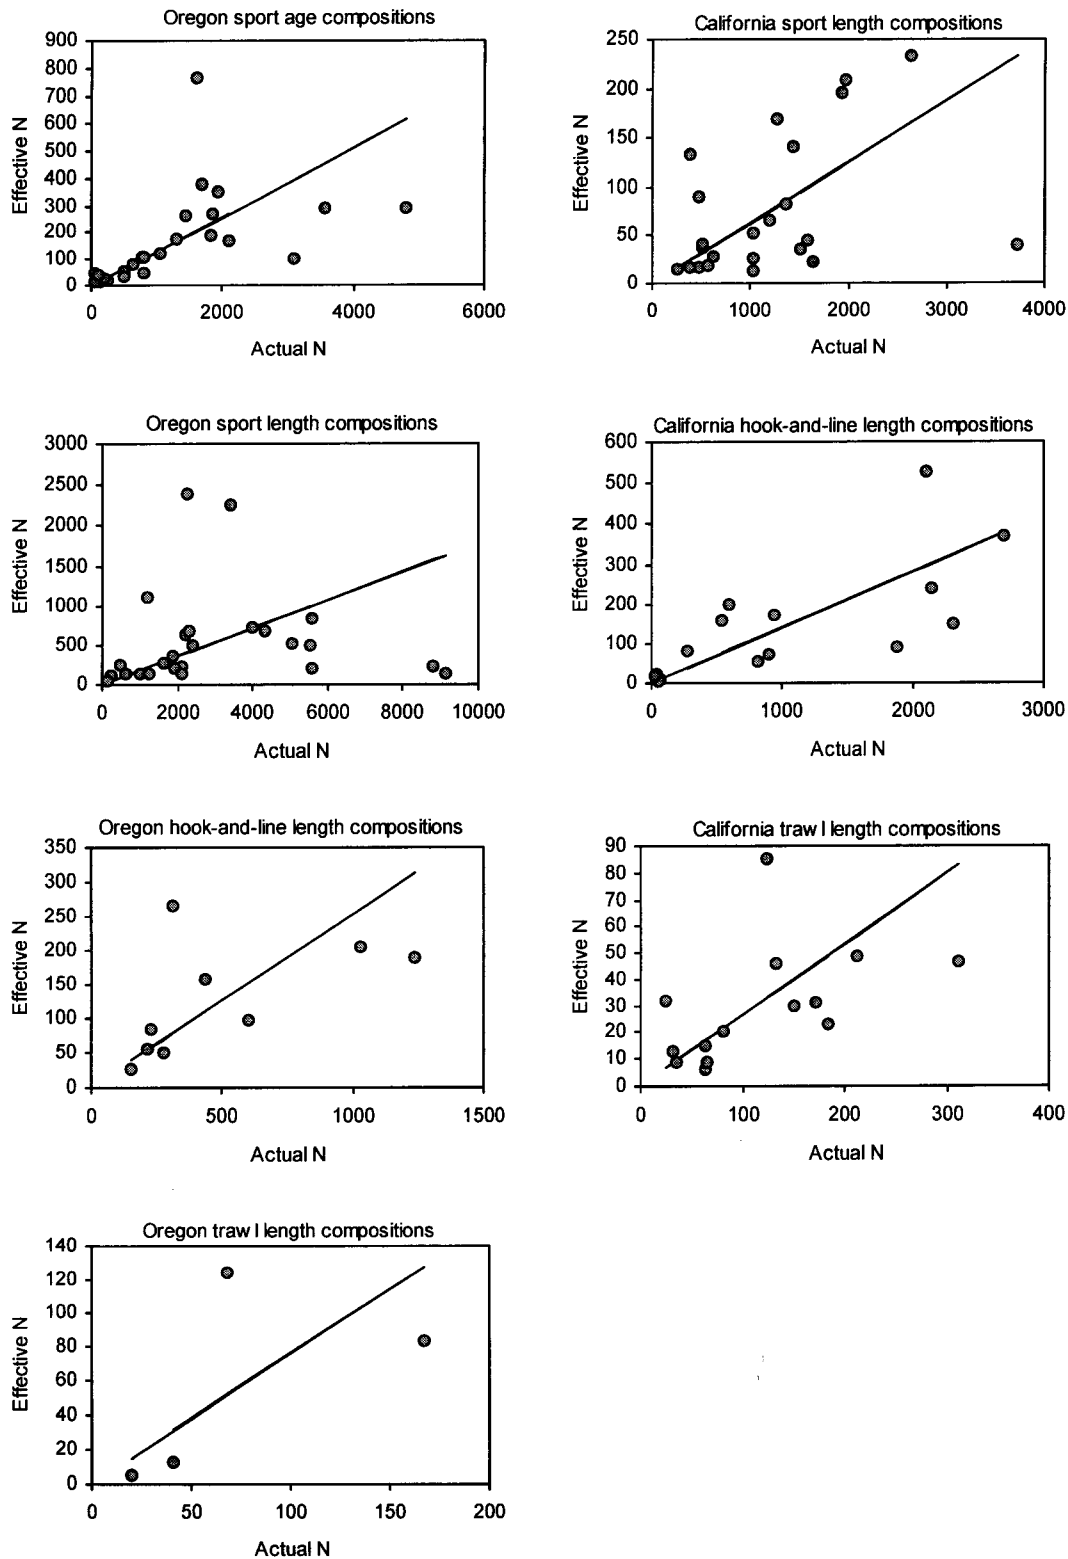 Oregon sport age compositions
900
800
700
600
500
400
300
200
100
0
Effective N
0 2000 4000 6000
Actual N
California sport length compositions
250
200
150
100
50
0
Effective N
0 1000 2000 3000 4000
Actual N
Oregon sport length compositions
3000
2500
2000
1500
1000
500
0
Effective N
0 2000 4000 6000 8000 10000
Actual N
California hook-and-line length compositions
600
500
400
300
200
100
0
Effective N
0 1000 2000 3000
Actual N
Oregon hook-and-line length compositions
350
300
250
200
150
100
50
0
Effective N
0 500 1000 1500
Actual N
California traw l length compositions
90
80
70
60
50
40
30
20
10
0
Effective N
0 100 200 300 400
Actual N
Oregon traw l length compositions
140
120
100
80
60
40
20
0
Effective N
0 50 100 150 200
Actual N